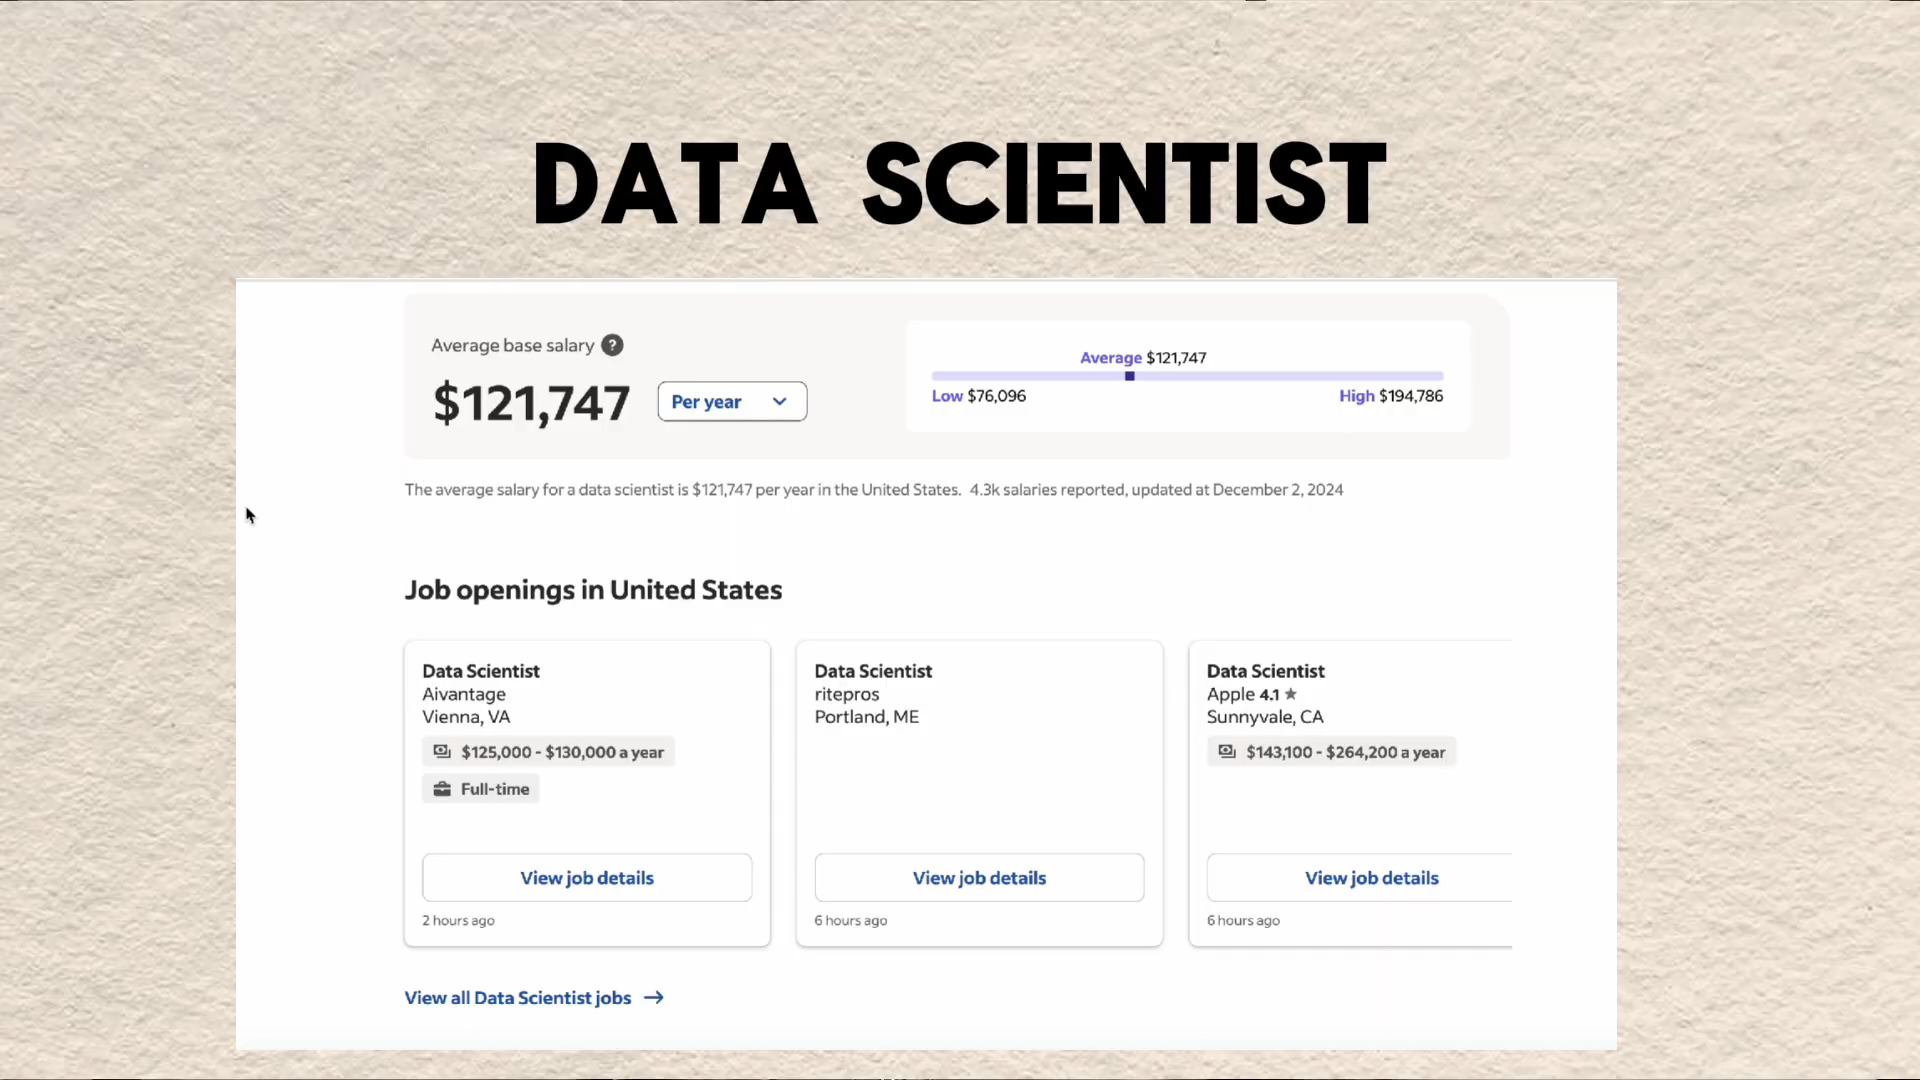 DATA SCIENTIST
Average base salary ?
$121,747
Per year
Average $121,747
Low $76,096
High $194,786
The average salary for a data scientist is $121,747 per year in the United States. 4.3k salaries reported, updated at December 2, 2024
Job openings in United States
Data Scientist
Aivantage
Vienna, VA
$125,000 - $130,000 a year
Full-time
View job details
2 hours ago
Data Scientist
ritepros
Portland, ME
View job details
6 hours ago
Data Scientist
Apple 4.1 ★
Sunnyvale, CA
$143,100 - $264,200 a year
View job details
6 hours ago
View all Data Scientist jobs →